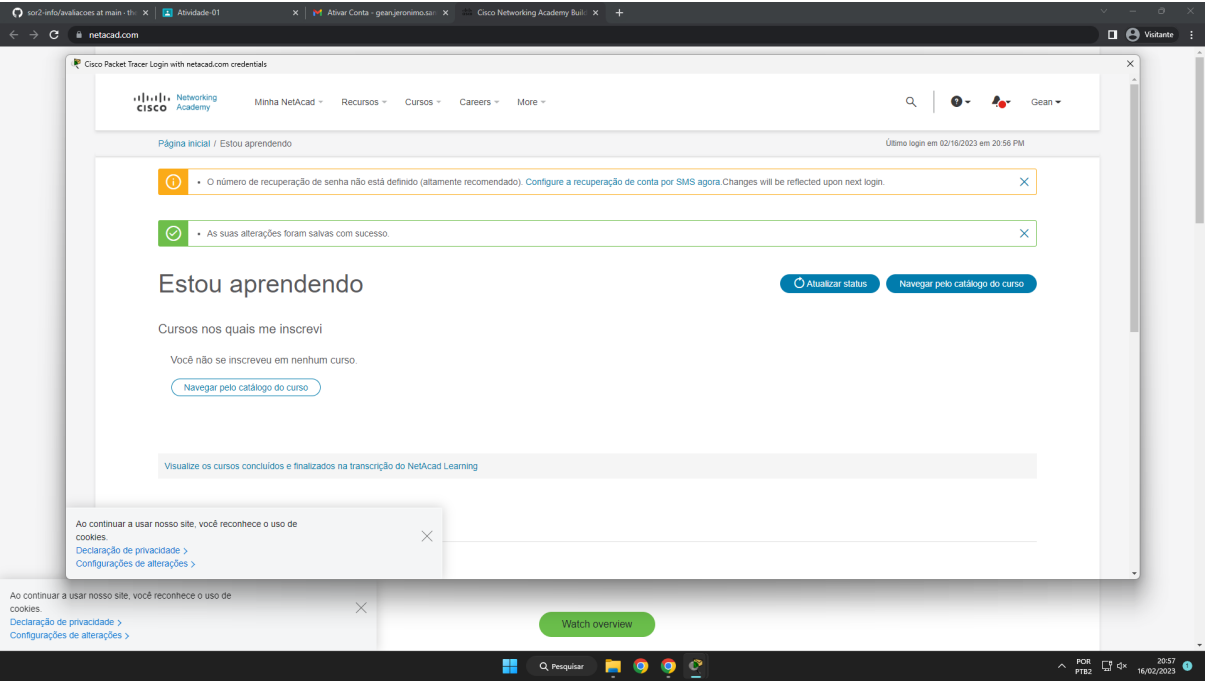 sor2-info/avaliacoes at main · the
Atividade-01
Ativar Conta - gean.jeronimo.san
Cisco Networking Academy Build
netacad.com
Visitante
Cisco Packet Tracer Login with netacad.com credentials
CISCO
Networking
Academy
Minha NetAcad
Recursos
Cursos
Careers
More
Gean
Página inicial / Estou aprendendo
Último login em 02/16/2023 em 20:56 PM
• O número de recuperação de senha não está definido (altamente recomendado). Configure a recuperação de conta por SMS agora.Changes will be reflected upon next login.
• As suas alterações foram salvas com sucesso.
Estou aprendendo
Atualizar status
Navegar pelo catálogo do curso
Cursos nos quais me inscrevi
Você não se inscreveu em nenhum curso.
Navegar pelo catálogo do curso
Visualize os cursos concluídos e finalizados na transcrição do NetAcad Learning
Ao continuar a usar nosso site, você reconhece o uso de
cookies.
Declaração de privacidade >
Configurações de alterações >
Ao continuar a usar nosso site, você reconhece o uso de
cookies.
Declaração de privacidade >
Configurações de alterações >
Watch overview
Pesquisar
POR
PTB2
20:57
16/02/2023
1